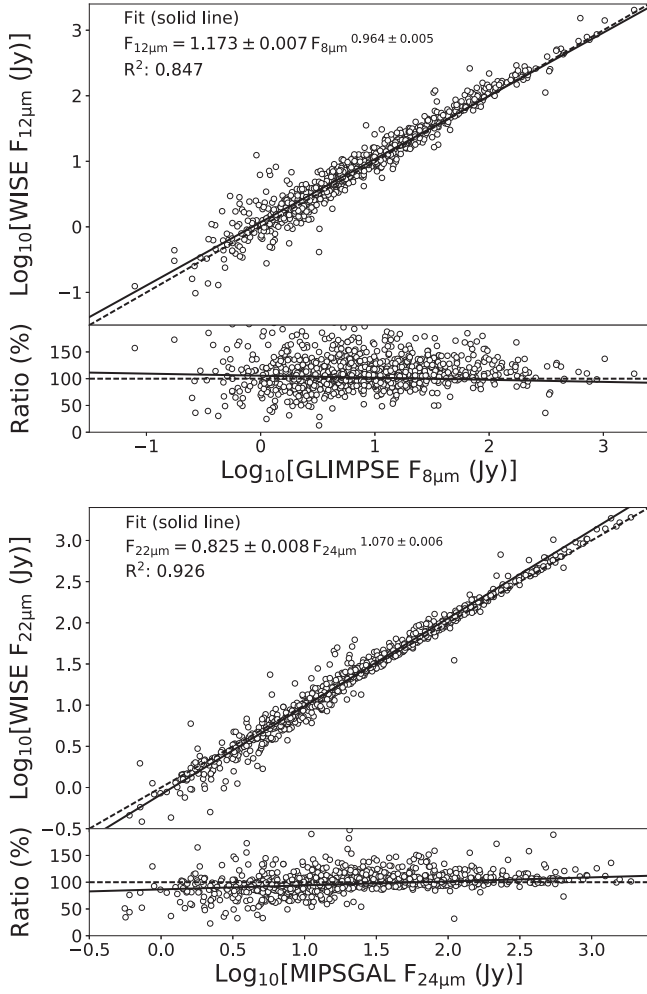 3
2
1
0
−1
Log10[WISE F12μm (Jy)]
Fit (solid line)
F12μm = 1.173 ± 0.007 F8μm 0.964 ± 0.005
R2: 0.847
150
100
50
0
Ratio (%)
−1 0 1 2 3
Log10[GLIMPSE F8μm (Jy)]
3.0
2.5
2.0
1.5
1.0
0.5
0.0
−0.5
Log10[WISE F22μm (Jy)]
Fit (solid line)
F22μm = 0.825 ± 0.008 F24μm 1.070 ± 0.006
R2: 0.926
150
100
50
0
Ratio (%)
−0.5 0.0 0.5 1.0 1.5 2.0 2.5 3.0
Log10[MIPSGAL F24μm (Jy)]